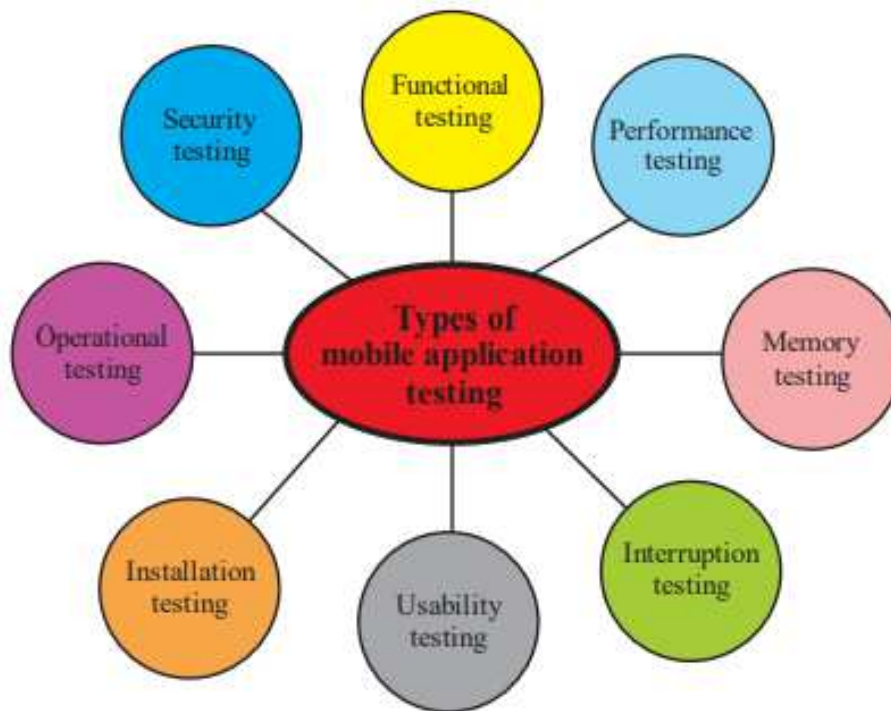 Functional
testing
Security
testing
Performance
testing
Operational
testing
Types of
mobile application
testing
Memory
testing
Installation
testing
Usability
testing
Interruption
testing